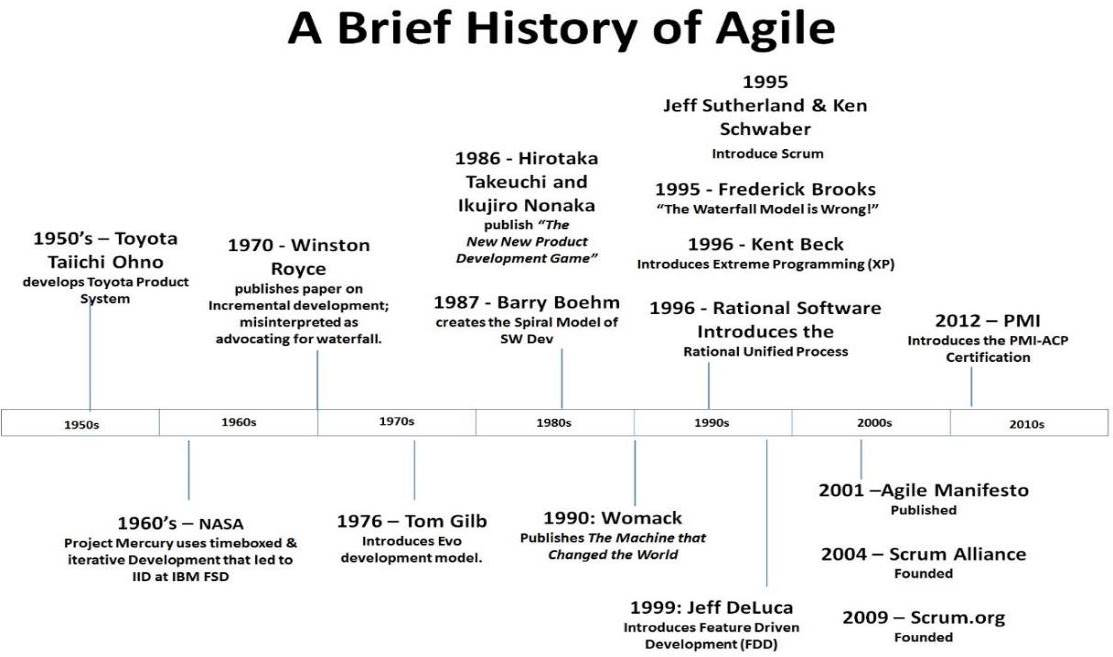 A Brief History of Agile
1995
Jeff Sutherland & Ken
Schwaber
Introduce Scrum
1986 - Hirotaka
Takeuchi and
Ikujiro Nonaka
publish “The
New New Product
Development Game”
1995 - Frederick Brooks
“The Waterfall Model is Wrong!”
1950’s – Toyota
Taiichi Ohno
develops Toyota Product
System
1970 - Winston
Royce
publishes paper on
Incremental development;
misinterpreted as
advocating for waterfall.
1996 - Kent Beck
Introduces Extreme Programming (XP)
1987 - Barry Boehm
creates the Spiral Model of
SW Dev
1996 - Rational Software
Introduces the
Rational Unified Process
2012 – PMI
Introduces the PMI-ACP
Certification
1950s
1960s
1970s
1980s
1990s
2000s
2010s
1960’s – NASA
Project Mercury uses timeboxed &
iterative Development that led to
IID at IBM FSD
1976 – Tom Gilb
Introduces Evo
development model.
1990: Womack
Publishes The Machine that
Changed the World
1999: Jeff DeLuca
Introduces Feature Driven
Development (FDD)
2001 –Agile Manifesto
Published
2004 – Scrum Alliance
Founded
2009 – Scrum.org
Founded